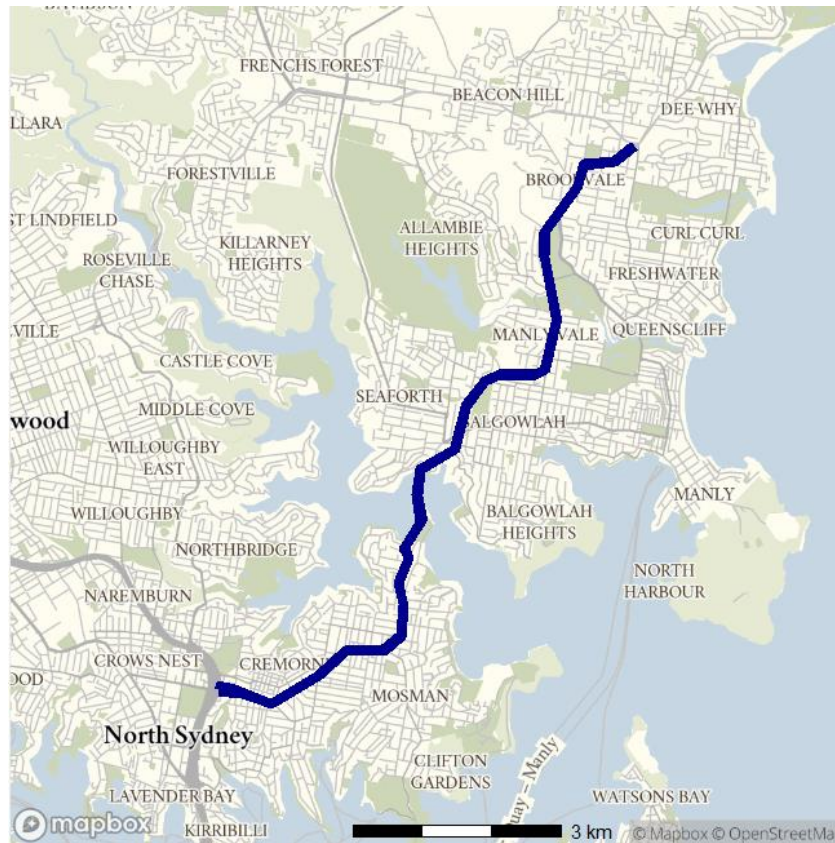 FRENCHS FOREST
BEACON HILL
DEE WHY
LLARA
FORESTVILLE
BROOKVALE
ST LINDFIELD
ALLAMBIE
HEIGHTS
CURL CURL
KILLARNEY
HEIGHTS
ROSEVILLE
CHASE
FRESHWATER
VILLE
MANLY VALE
QUEENSCLIFF
CASTLE COVE
SEAFORTH
MIDDLE COVE
wood
ALGOWLAH
WILLOUGHBY
EAST
MANLY
WILLOUGHBY
BALGOWLAH
HEIGHTS
NORTHBRIDGE
NORTH
HARBOUR
NAREMBURN
CROWS NEST
CREMORN
OOD
MOSMAN
North Sydney
CLIFTON
GARDENS
uay – Manly
LAVENDER BAY
WATSONS BAY
KIRRIBILLI
mapbox
3 km
© Mapbox © OpenStreetMa